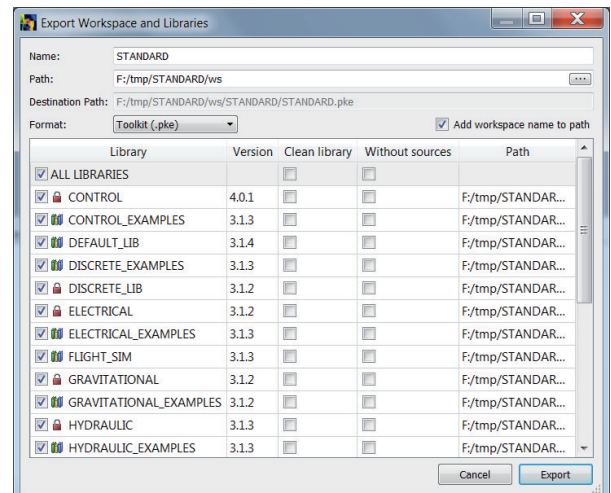 Export Workspace and Libraries
Name: STANDARD
Path: F:/tmp/STANDARD/ws ...
Destination Path: F:/tmp/STANDARD/ws/STANDARD/STANDARD.pke
Format: Toolkit (.pke) Add workspace name to path
Library Version Clean library Without sources Path
ALL LIBRARIES
CONTROL 4.0.1 F:/tmp/STANDAR...
CONTROL_EXAMPLES 3.1.3 F:/tmp/STANDAR...
DEFAULT_LIB 3.1.4 F:/tmp/STANDAR...
DISCRETE_EXAMPLES 3.1.3 F:/tmp/STANDAR...
DISCRETE_LIB 3.1.2 F:/tmp/STANDAR...
ELECTRICAL 3.1.2 F:/tmp/STANDAR...
ELECTRICAL_EXAMPLES 3.1.3 F:/tmp/STANDAR...
FLIGHT_SIM 3.1.3 F:/tmp/STANDAR...
GRAVITATIONAL 3.1.2 F:/tmp/STANDAR...
GRAVITATIONAL_EXAMPLES 3.1.2 F:/tmp/STANDAR...
HYDRAULIC 3.1.3 F:/tmp/STANDAR...
HYDRAULIC_EXAMPLES 3.1.3 F:/tmp/STANDAR...
Cancel Export